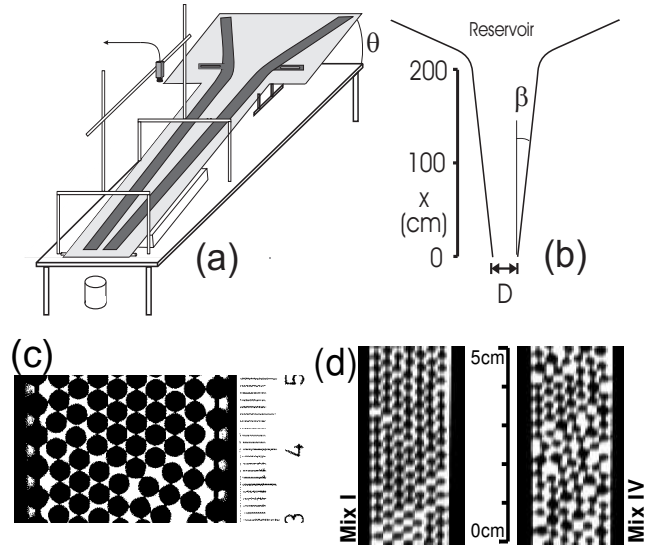 θ
(a)
Reservoir
200
β
100
x
(cm)
0
(b)
D
(c)
5
4
3
(d)
Mix I
5cm
0cm
Mix IV